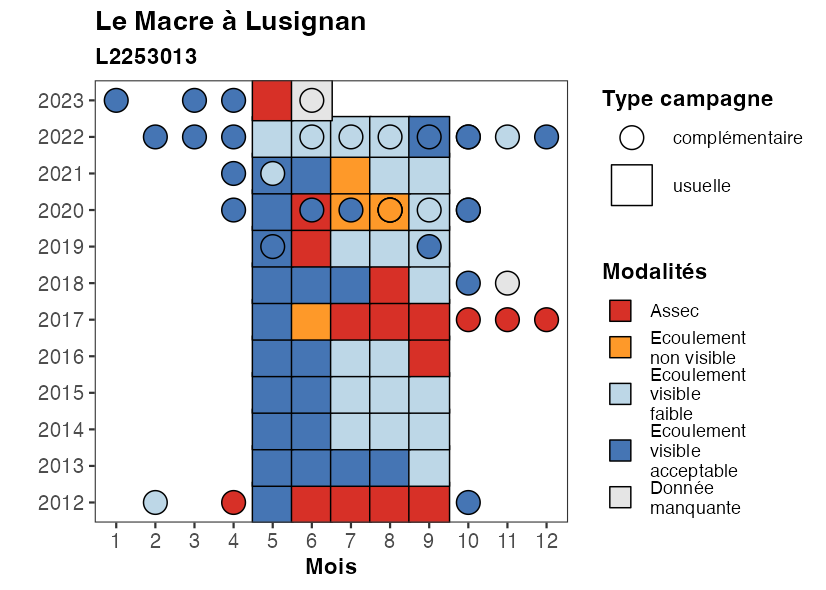 Le Macre à Lusignan
L2253013
2023
2022
2021
2020
2019
2018
2017
2016
2015
2014
2013
2012
1 2 3 4 5 6 7 8 9 10 11 12
Mois
Type campagne
complémentaire
usuelle
Modalités
Assec
Ecoulement
non visible
Ecoulement
visible
faible
Ecoulement
visible
acceptable
Donnée
manquante